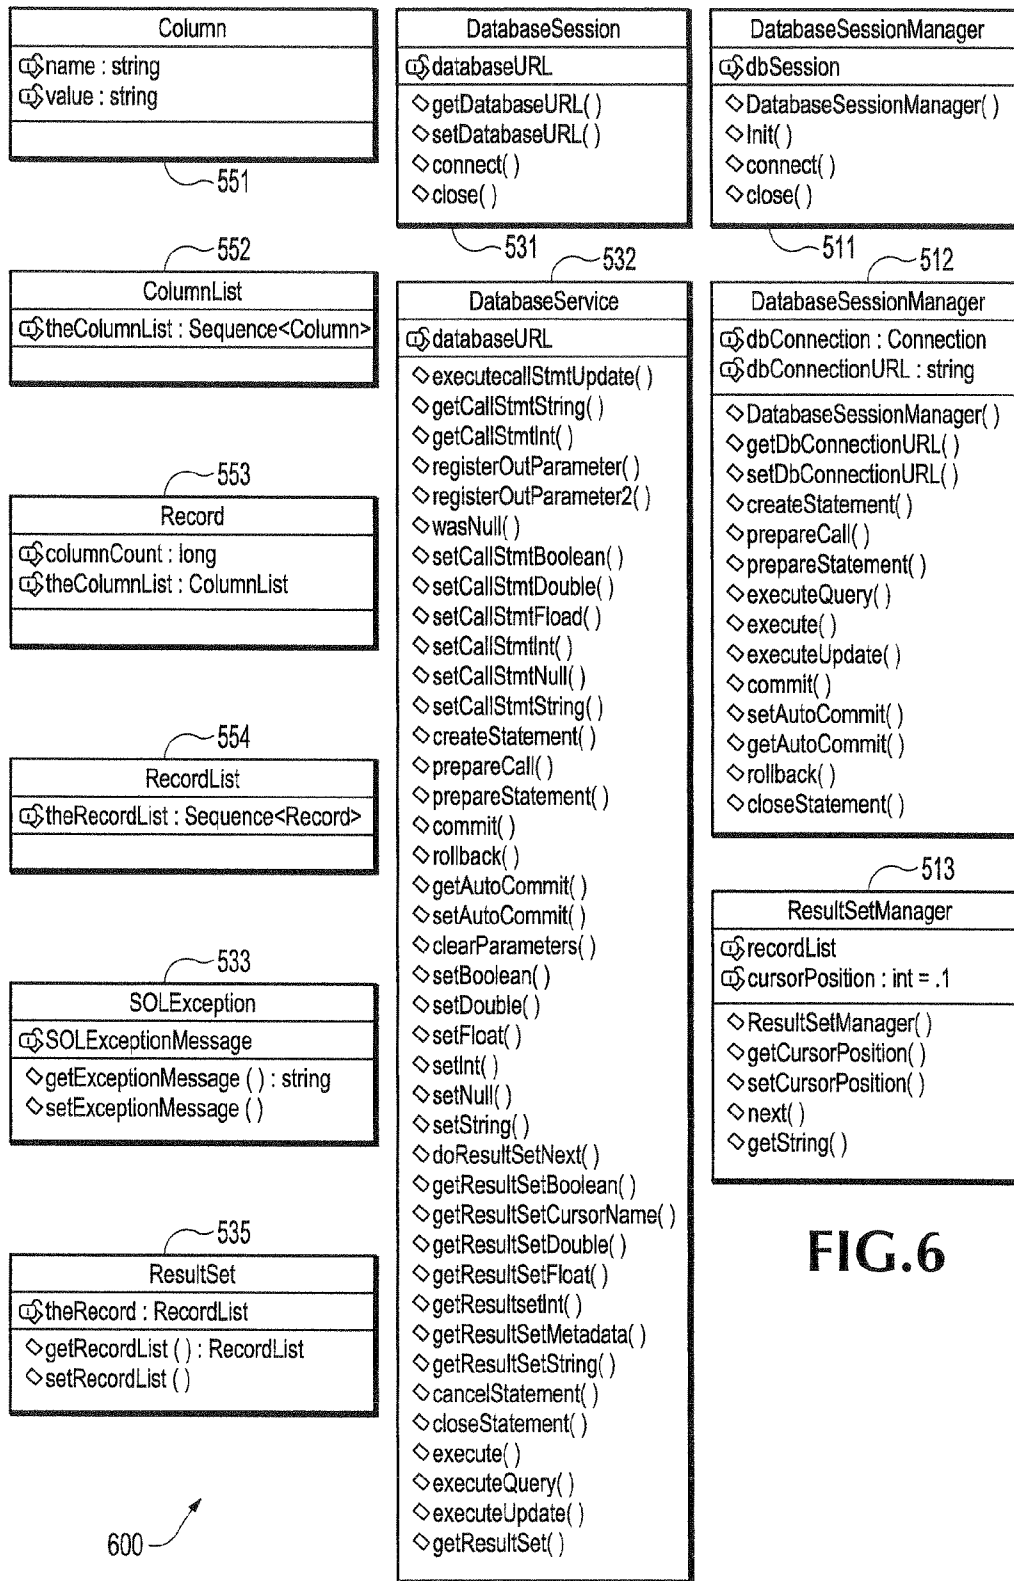 Column
name : string
value : string
551
552
ColumnList
theColumnList : Sequence<Column>
553
Record
columnCount : long
theColumnList : ColumnList
554
RecordList
theRecordList : Sequence<Record>
533
SOLException
SOLExceptionMessage
getExceptionMessage ( ) : string
setExceptionMessage ( )
535
ResultSet
theRecord : RecordList
getRecordList ( ) : RecordList
setRecordList ( )
600
DatabaseSession
databaseURL
getDatabaseURL( )
setDatabaseURL( )
connect( )
close( )
531
532
DatabaseService
databaseURL
executecallStmtUpdate( )
getCallStmtString( )
getCallStmtInt( )
registerOutParameter( )
registerOutParameter2( )
wasNull( )
setCallStmtBoolean( )
setCallStmtDouble( )
setCallStmtFload( )
setCallStmtInt( )
setCallStmtNull( )
setCallStmtString( )
createStatement( )
prepareCall( )
prepareStatement( )
commit( )
rollback( )
getAutoCommit( )
setAutoCommit( )
clearParameters( )
setBoolean( )
setDouble( )
setFloat( )
setInt( )
setNull( )
setString( )
doResultSetNext( )
getResultSetBoolean( )
getResultSetCursorName( )
getResultSetDouble( )
getResultSetFloat( )
getResultsetInt( )
getResultSetMetadata( )
getResultSetString( )
cancelStatement( )
closeStatement( )
execute( )
executeQuery( )
executeUpdate( )
getResultSet( )
DatabaseSessionManager
dbSession
DatabaseSessionManager( )
Init( )
connect( )
close( )
511
512
DatabaseSessionManager
dbConnection : Connection
dbConnectionURL : string
DatabaseSessionManager( )
getDbConnectionURL( )
setDbConnectionURL( )
createStatement( )
prepareCall( )
prepareStatement( )
executeQuery( )
execute( )
executeUpdate( )
commit( )
setAutoCommit( )
getAutoCommit( )
rollback( )
closeStatement( )
513
ResultSetManager
recordList
cursorPosition : int = .1
ResultSetManager( )
getCursorPosition( )
setCursorPosition( )
next( )
getString( )
FIG.6